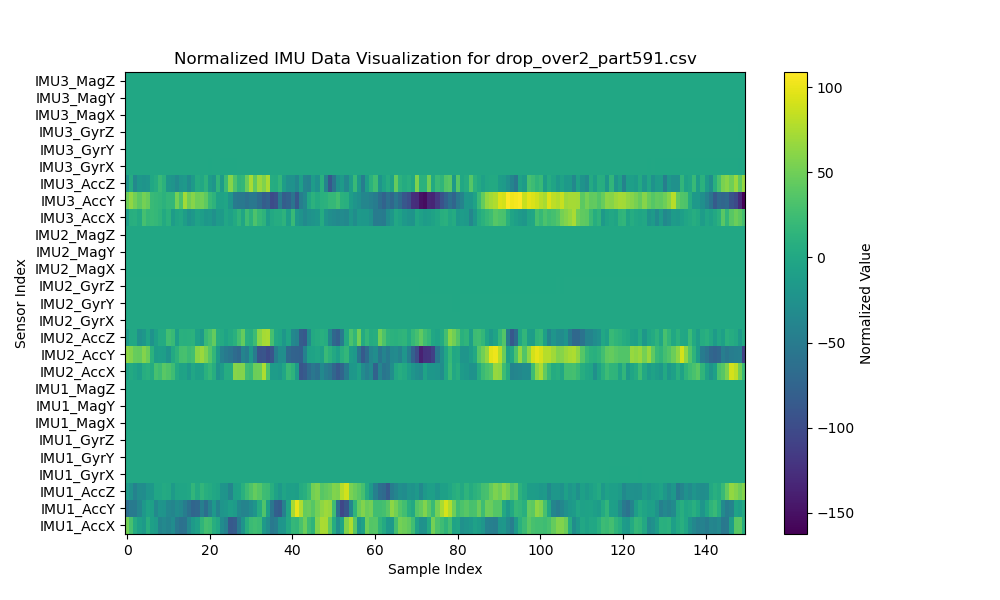 Normalized IMU Data Visualization for drop_over2_part591.csv
IMU3_MagZ
IMU3_MagY
IMU3_MagX
IMU3_GyrZ
IMU3_GyrY
IMU3_GyrX
IMU3_AccZ
IMU3_AccY
IMU3_AccX
IMU2_MagZ
IMU2_MagY
IMU2_MagX
IMU2_GyrZ
IMU2_GyrY
IMU2_GyrX
IMU2_AccZ
IMU2_AccY
IMU2_AccX
IMU1_MagZ
IMU1_MagY
IMU1_MagX
IMU1_GyrZ
IMU1_GyrY
IMU1_GyrX
IMU1_AccZ
IMU1_AccY
IMU1_AccX
Sensor Index
0 20 40 60 80 100 120 140
Sample Index
100
50
0
−50
−100
−150
Normalized Value